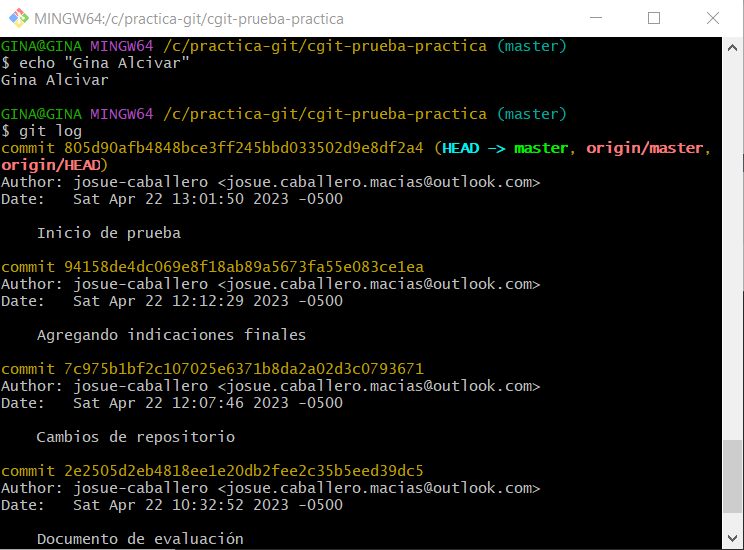 MINGW64:/c/practica-git/cgit-prueba-practica
GINA@GINA MINGW64 /c/practica-git/cgit-prueba-practica (master)
$ echo "Gina Alcivar"
Gina Alcivar
GINA@GINA MINGW64 /c/practica-git/cgit-prueba-practica (master)
$ git log
commit 805d90afb4848bce3ff245bbd033502d9e8df2a4 (HEAD -> master, origin/master,
origin/HEAD)
Author: josue-caballero <josue.caballero.macias@outlook.com>
Date:   Sat Apr 22 13:01:50 2023 -0500
    Inicio de prueba
commit 94158de4dc069e8f18ab89a5673fa55e083ce1ea
Author: josue-caballero <josue.caballero.macias@outlook.com>
Date:   Sat Apr 22 12:12:29 2023 -0500
    Agregando indicaciones finales
commit 7c975b1bf2c107025e6371b8da2a02d3c0793671
Author: josue-caballero <josue.caballero.macias@outlook.com>
Date:   Sat Apr 22 12:07:46 2023 -0500
    Cambios de repositorio
commit 2e2505d2eb4818ee1e20db2fee2c35b5eed39dc5
Author: josue-caballero <josue.caballero.macias@outlook.com>
Date:   Sat Apr 22 10:32:52 2023 -0500
    Documento de evaluación